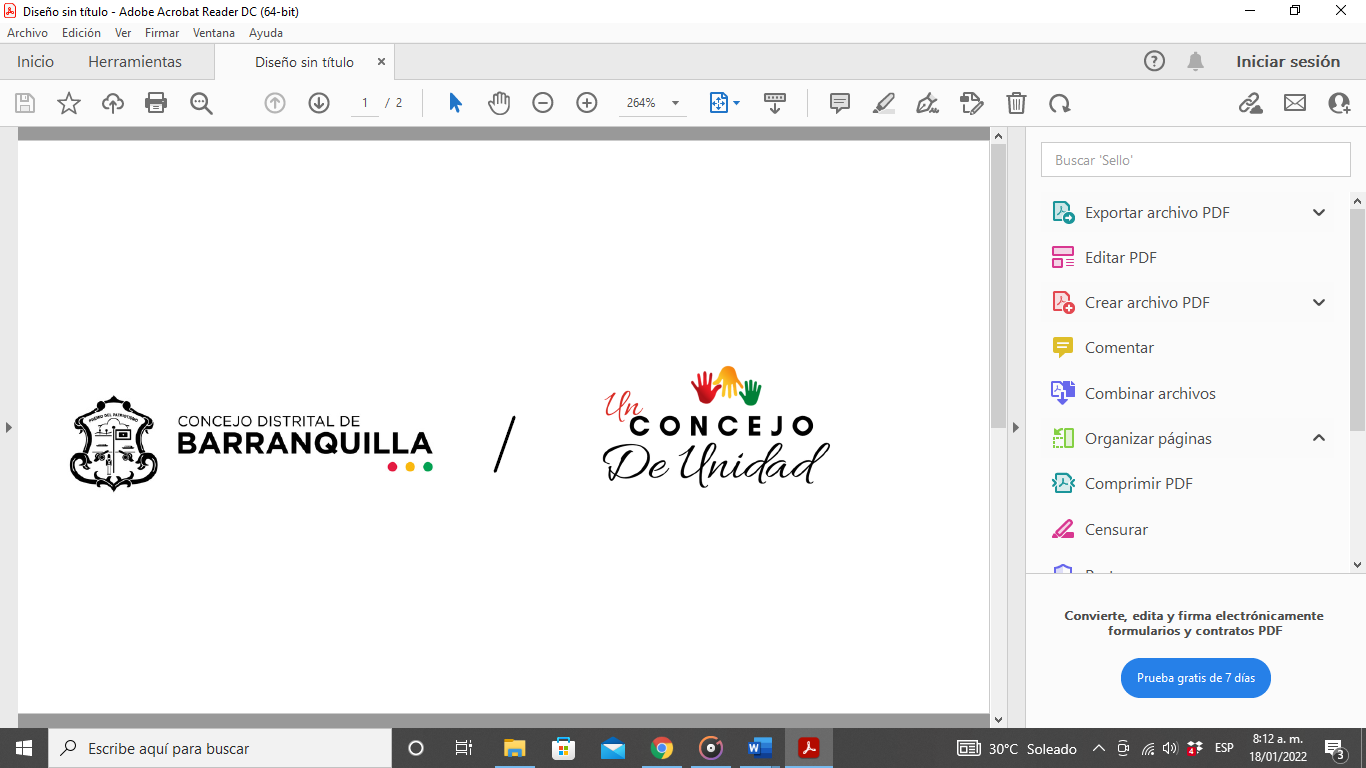 Diseño sin título - Adobe Acrobat Reader DC (64-bit)
Archivo Edición Ver Firmar Ventana Ayuda
Inicio Herramientas Diseño sin título × Iniciar sesión
1 / 2 264%
Buscar 'Sello'
Exportar archivo PDF
Editar PDF
Crear archivo PDF
Comentar
Combinar archivos
Organizar páginas
Comprimir PDF
Censurar
Convierte, edita y firma electrónicamente
formularios y contratos PDF
Prueba gratis de 7 días
CONCEJO DISTRITAL DE
BARRANQUILLA
/
Un
CONCEJO
De Unidad
Escribe aquí para buscar
30°C Soleado
ESP
8:12 a. m.
18/01/2022
3